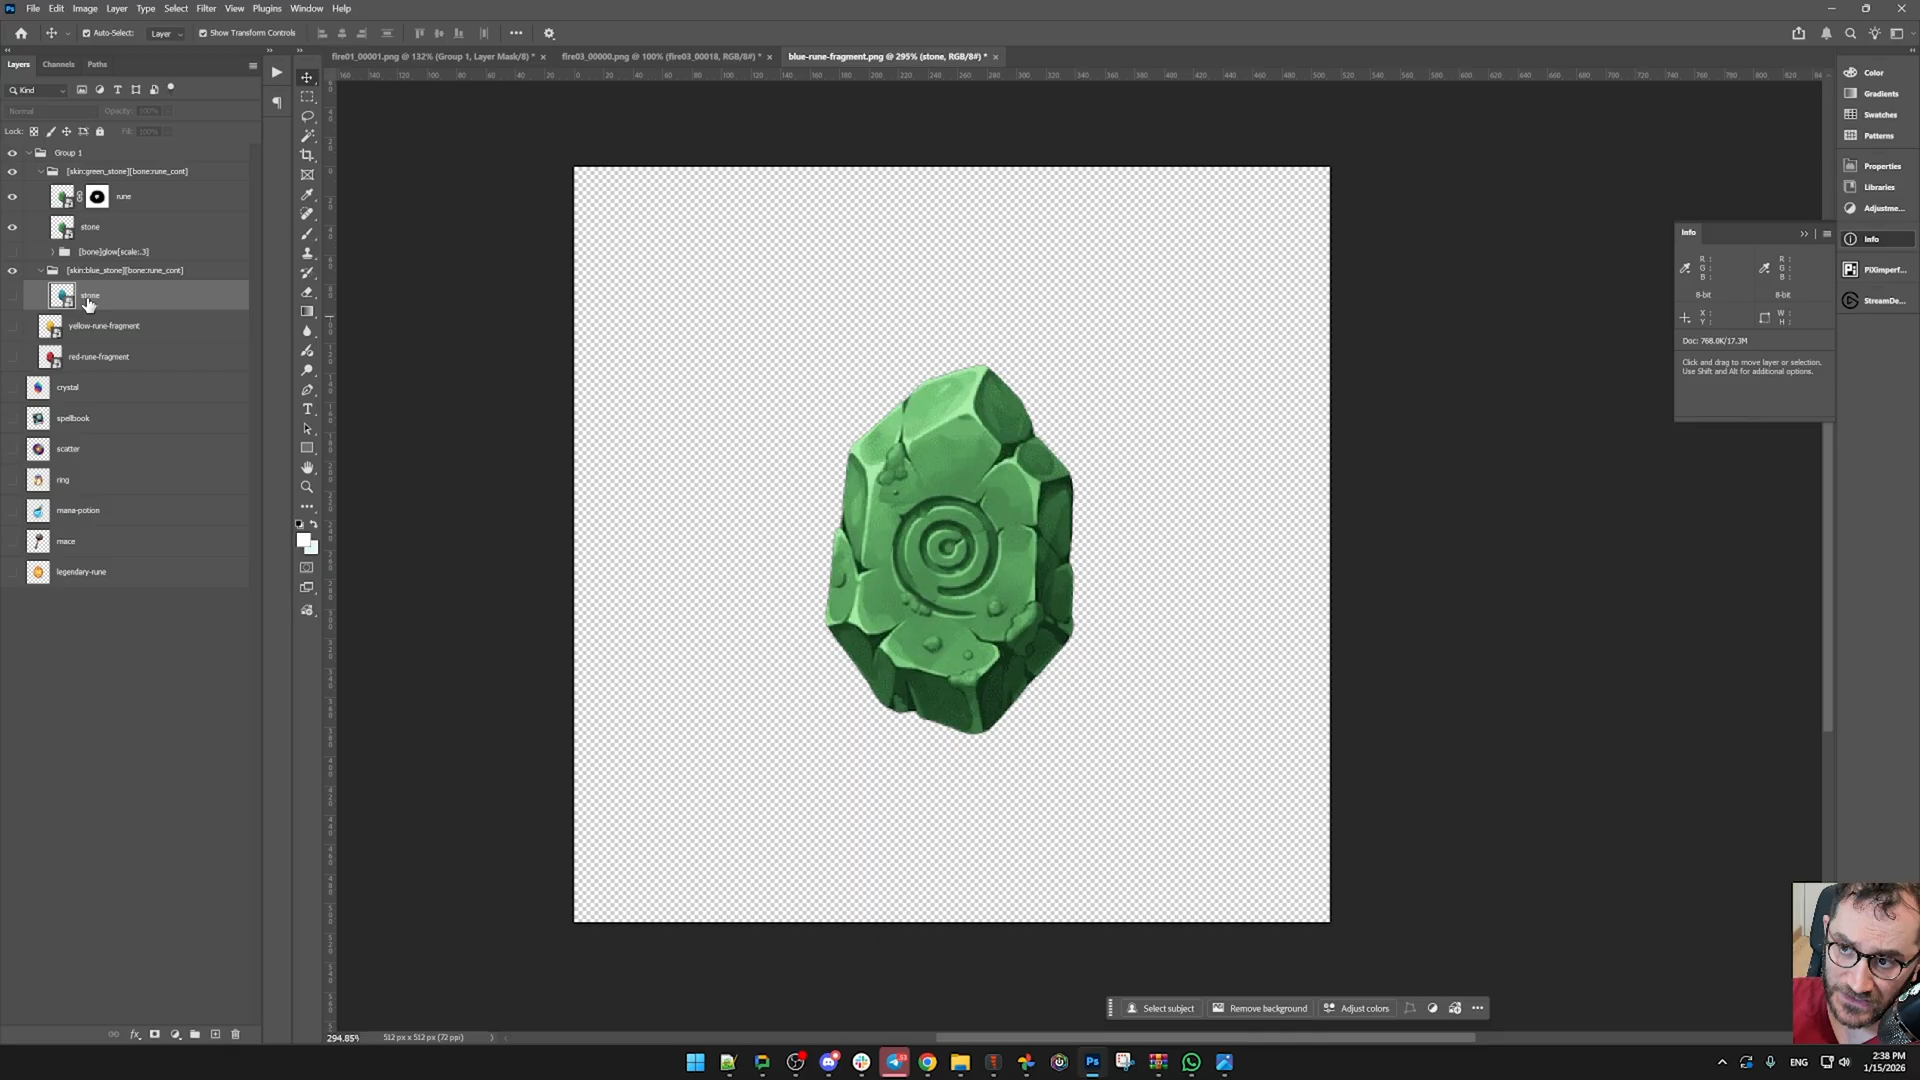 File Edit Image Layer Type Select Filter View Plugins Window Help
Auto-Select: Layer Show Transform Controls
Layers Channels Paths
fire01_00001.png @ 132% (Group 1, Layer Mask/8) *
fire03_00000.png @ 100% (fire03_00018, RGB/8#) *
blue-rune-fragment.png @ 295% (stone, RGB/8#) *
Kind
Normal Opacity: 100%
Lock: Fill: 100%
Group 1
[skin:green_stone][bone:rune_cont]
rune
stone
[bone]glow[scale:.3]
[skin:blue_stone][bone:rune_cont]
stone
yellow-rune-fragment
red-rune-fragment
crystal
spellbook
scatter
ring
mana-potion
mace
legendary-rune
Color
Gradients
Swatches
Patterns
Properties
Libraries
Adjustme...
Info
PiXimperf...
StreamDe...
Info
R : R :
G : G :
B : B :
8-bit 8-bit
X : W :
Y : H :
Doc: 768.0K/17.3M
Click and drag to move layer or selection.
Use Shift and Alt for additional options.
Select subject Remove background Adjust colors
294.85% 512 px x 512 px (72 ppi)
ENG
2:38 PM
1/15/2026